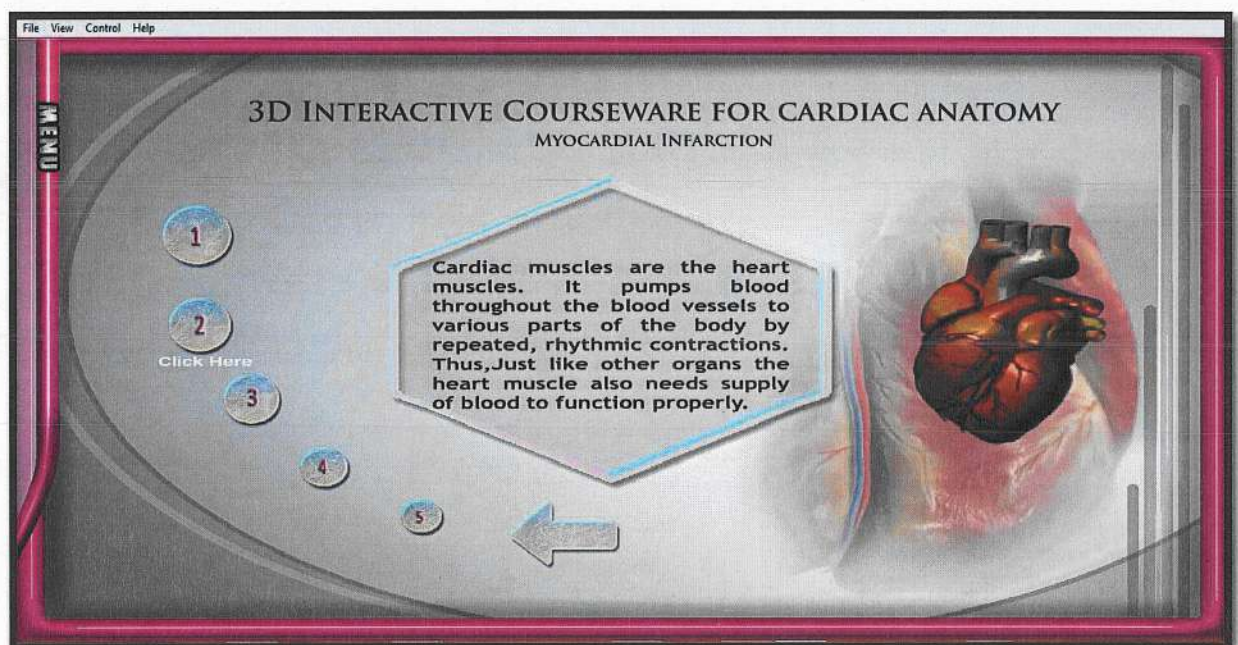 File View Control Help
MENU
3D INTERACTIVE COURSEWARE FOR CARDIAC ANATOMY
MYOCARDIAL INFARCTION
1
2
Click Here
3
4
5
Cardiac muscles are the heart
muscles. It pumps blood
throughout the blood vessels to
various parts of the body by
repeated, rhythmic contractions.
Thus,Just like other organs the
heart muscle also needs supply
of blood to function properly.